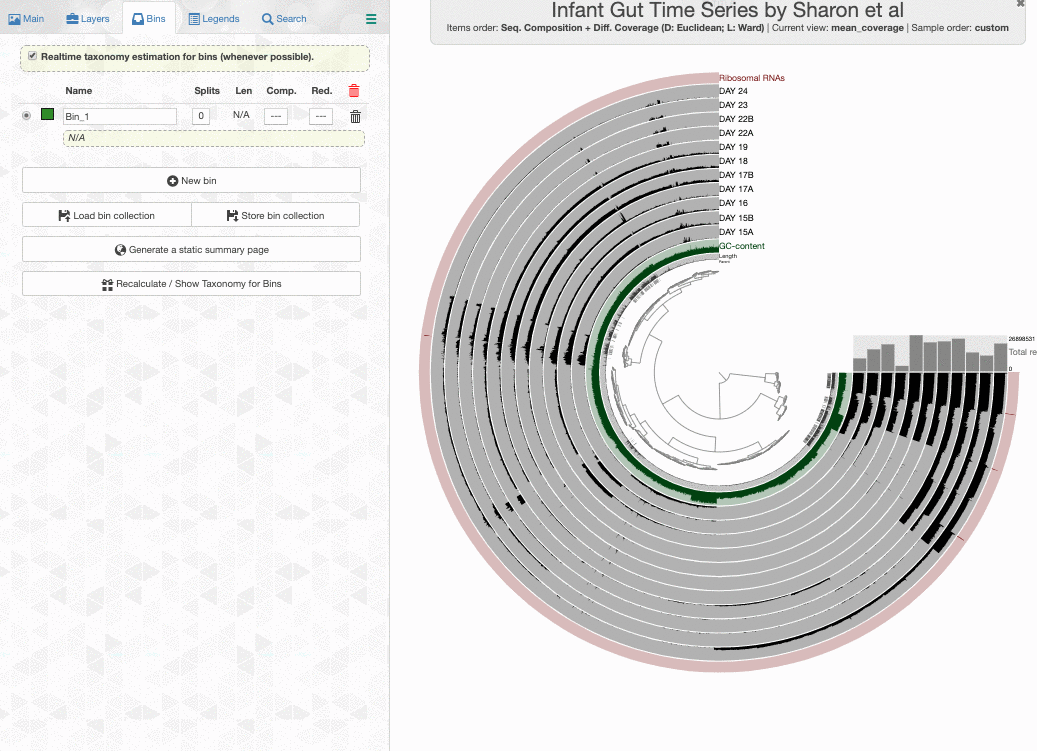 Main Layers Bins Legends Search
Realtime taxonomy estimation for bins (whenever possible).
Name Splits Len Comp. Red.
Bin_1 0 N/A --- ---
N/A
New bin
Load bin collection Store bin collection
Generate a static summary page
Recalculate / Show Taxonomy for Bins
Infant Gut Time Series by Sharon et al
Items order: Seq. Composition + Diff. Coverage (D: Euclidean; L: Ward) | Current view: mean_coverage | Sample order: custom
Ribosomal RNAs
DAY 24
DAY 23
DAY 22B
DAY 22A
DAY 19
DAY 18
DAY 17B
DAY 17A
DAY 16
DAY 15B
DAY 15A
GC-content
Length
Parent
26898531
Total re
0